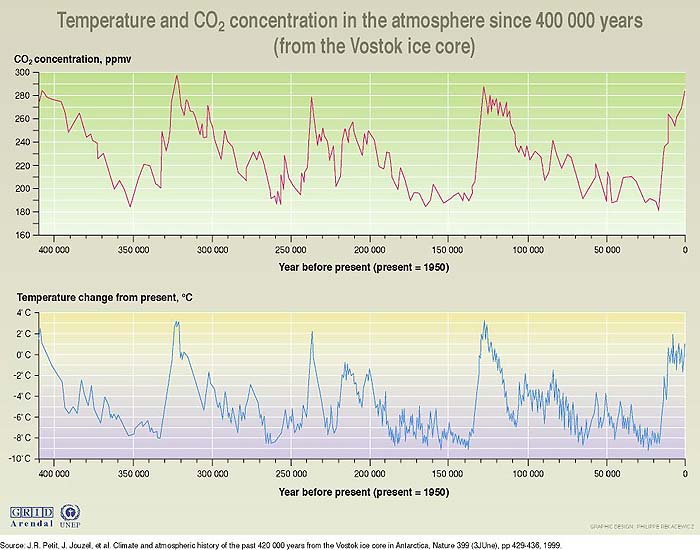 Temperature and CO₂ concentration in the atmosphere since 400 000 years
(from the Vostok ice core)
CO₂ concentration, ppmv
300
280
260
240
220
200
180
160
400 000 350 000 300 000 250 000 200 000 150 000 100 000 50 000 0
Year before present (present = 1950)
Temperature change from present, °C
4° C
2° C
0° C
-2° C
-4° C
-6° C
-8° C
-10° C
400 000 350 000 300 000 250 000 200 000 150 000 100 000 50 000 0
Year before present (present = 1950)
GRID
Arendal UNEP
GRAPHIC DESIGN : PHILIPPE REKACEWICZ
Source: J.R. Petit, J. Jouzel, et al. Climate and atmospheric history of the past 420 000 years from the Vostok ice core in Antarctica, Nature 399 (3JUne), pp 429-436, 1999.